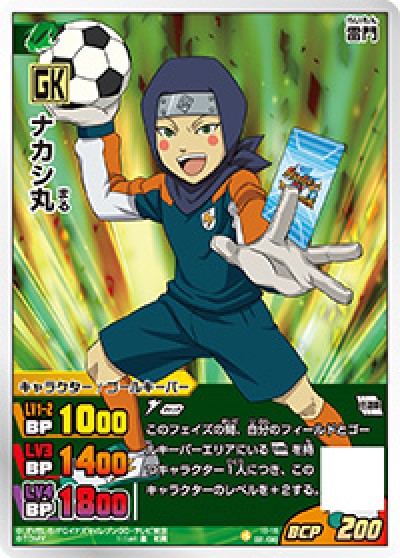 らいもん
雷門
GK
ナカシ丸
まる
キャラクター/ゴールキーパー
LV1-2 BP 1000
LV3 BP 1400
LV4 BP 1800
このフェイズの間、自分のフィールドとゴ
ールキーパーエリアにいる を持
つキャラクター1人につき、この
キャラクターのレベルを+2する。
BCP 200